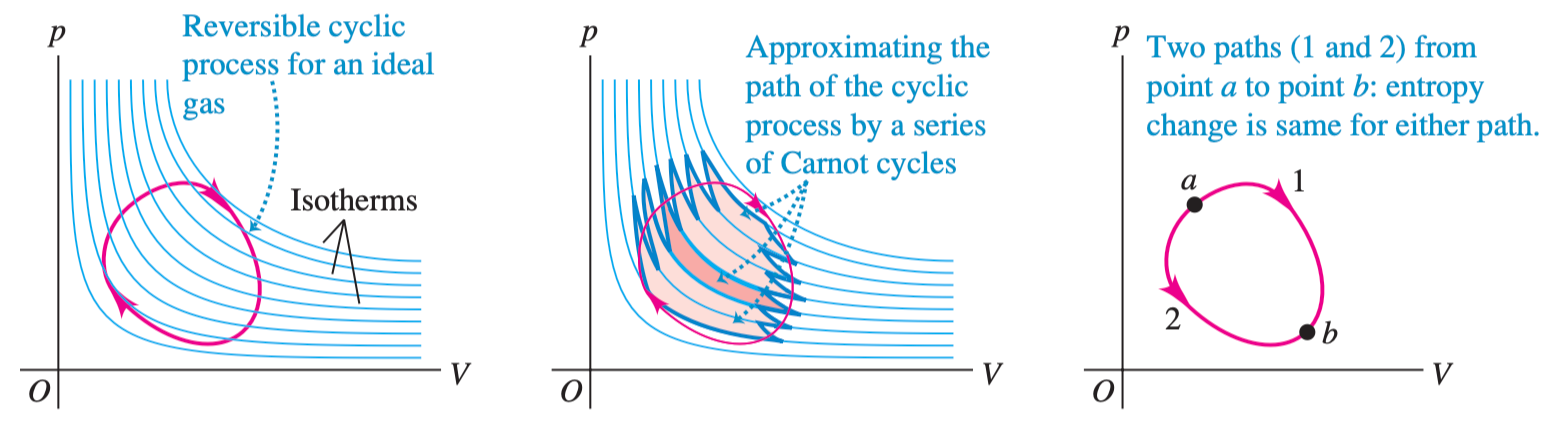 p
Reversible cyclic
process for an ideal
gas
Isotherms
O
V
p
Approximating the
path of the cyclic
process by a series
of Carnot cycles
O
V
p
Two paths (1 and 2) from
point a to point b: entropy
change is same for either path.
a
1
2
b
O
V